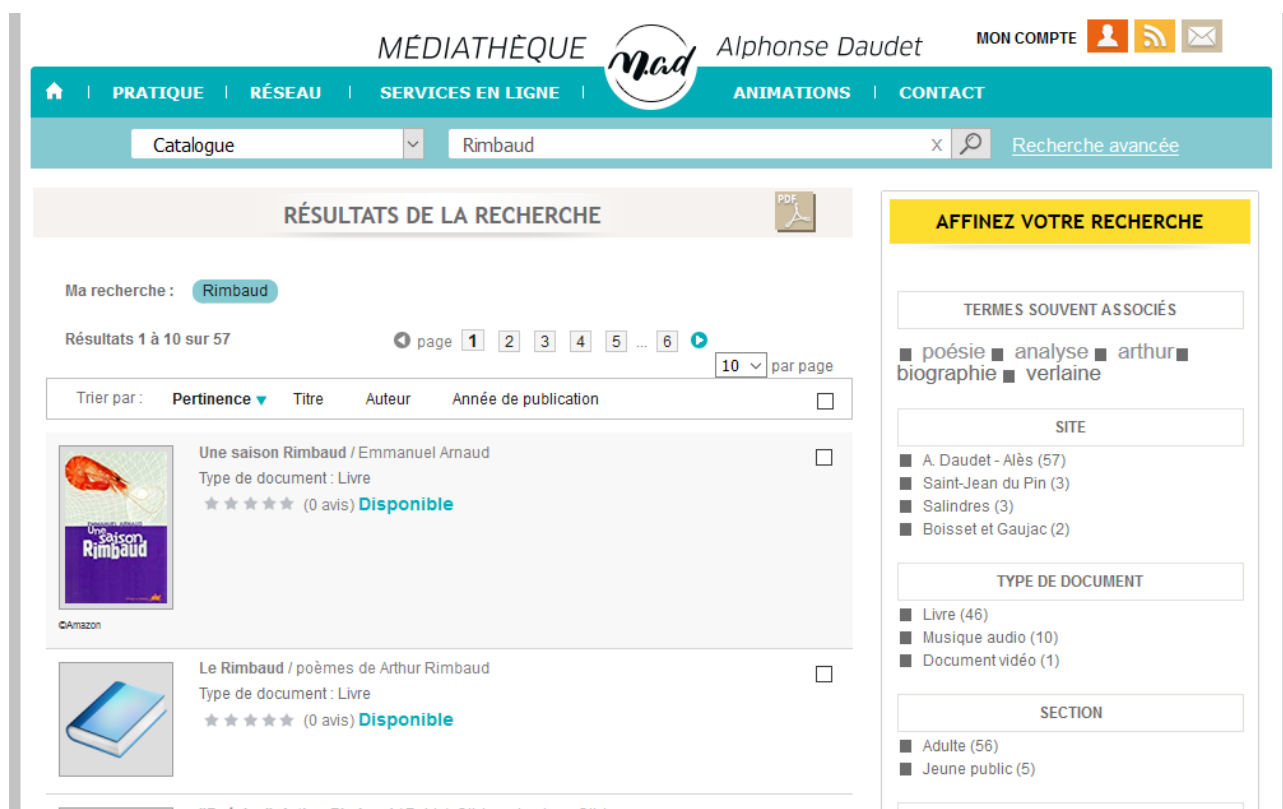 MÉDIATHÈQUE m.ad Alphonse Daudet
MON COMPTE
PRATIQUE
RÉSEAU
SERVICES EN LIGNE
ANIMATIONS
CONTACT
Catalogue
Rimbaud x
Recherche avancée
RÉSULTATS DE LA RECHERCHE
PDF
Ma recherche : Rimbaud
Résultats 1 à 10 sur 57
page 1 2 3 4 5 ... 6
10 par page
Trier par : Pertinence Titre Auteur Année de publication
Une saison Rimbaud / Emmanuel Arnaud
Type de document : Livre
(0 avis) Disponible
EMMANUEL ARNAUD
Une
saison
Rimbaud
©Amazon
Le Rimbaud / poèmes de Arthur Rimbaud
Type de document : Livre
(0 avis) Disponible
AFFINEZ VOTRE RECHERCHE
TERMES SOUVENT ASSOCIÉS
poésie analyse arthur
biographie verlaine
SITE
A. Daudet - Alès (57)
Saint-Jean du Pin (3)
Salindres (3)
Boisset et Gaujac (2)
TYPE DE DOCUMENT
Livre (46)
Musique audio (10)
Document vidéo (1)
SECTION
Adulte (56)
Jeune public (5)